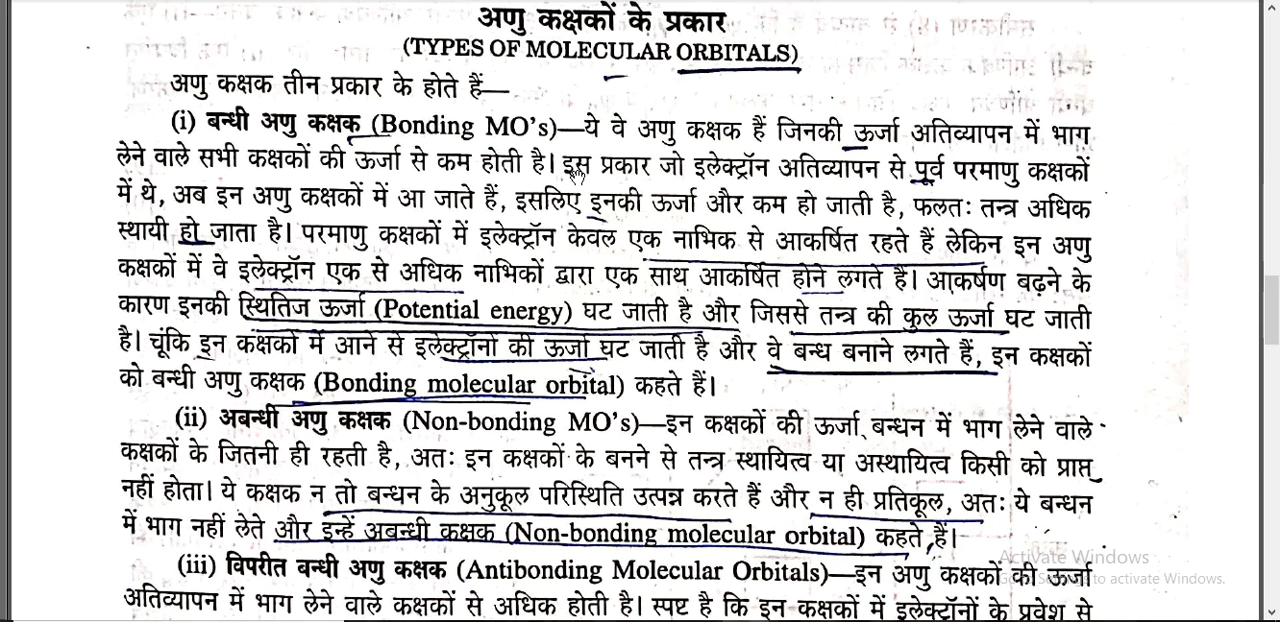 अणु कक्षकों के प्रकार
(TYPES OF MOLECULAR ORBITALS)
अणु कक्षक तीन प्रकार के होते हैं—
(i) बन्धी अणु कक्षक (Bonding MO's)—ये वे अणु कक्षक हैं जिनकी ऊर्जा अतिव्यापन में भाग
लेने वाले सभी कक्षकों की ऊर्जा से कम होती है। इस प्रकार जो इलेक्ट्रॉन अतिव्यापन से पूर्व परमाणु कक्षकों
में थे, अब इन अणु कक्षकों में आ जाते हैं, इसलिए इनकी ऊर्जा और कम हो जाती है, फलतः तन्त्र अधिक
स्थायी हो जाता है। परमाणु कक्षकों में इलेक्ट्रॉन केवल एक नाभिक से आकर्षित रहते हैं लेकिन इन अणु
कक्षकों में वे इलेक्ट्रॉन एक से अधिक नाभिकों द्वारा एक साथ आकर्षित होने लगते हैं। आकर्षण बढ़ने के
कारण इनकी स्थितिज ऊर्जा (Potential energy) घट जाती है और जिससे तन्त्र की कुल ऊर्जा घट जाती
है। चूंकि इन कक्षकों में आने से इलेक्ट्रॉनों की ऊर्जा घट जाती है और वे बन्ध बनाने लगते हैं, इन कक्षकों
को बन्धी अणु कक्षक (Bonding molecular orbital) कहते हैं।
(ii) अबन्धी अणु कक्षक (Non-bonding MO's)—इन कक्षकों की ऊर्जा बन्धन में भाग लेने वाले
कक्षकों के जितनी ही रहती है, अतः इन कक्षकों के बनने से तन्त्र स्थायित्व या अस्थायित्व किसी को प्राप्त
नहीं होता। ये कक्षक न तो बन्धन के अनुकूल परिस्थिति उत्पन्न करते हैं और न ही प्रतिकूल, अतः ये बन्धन
में भाग नहीं लेते और इन्हें अबन्धी कक्षक (Non-bonding molecular orbital) कहते हैं।
(iii) विपरीत बन्धी अणु कक्षक (Antibonding Molecular Orbitals)—इन अणु कक्षकों की ऊर्जा
अतिव्यापन में भाग लेने वाले कक्षकों से अधिक होती है। स्पष्ट है कि इन कक्षकों में इलेक्ट्रॉनों के प्रवेश से
Activate Windows
Go to Settings to activate Windows.